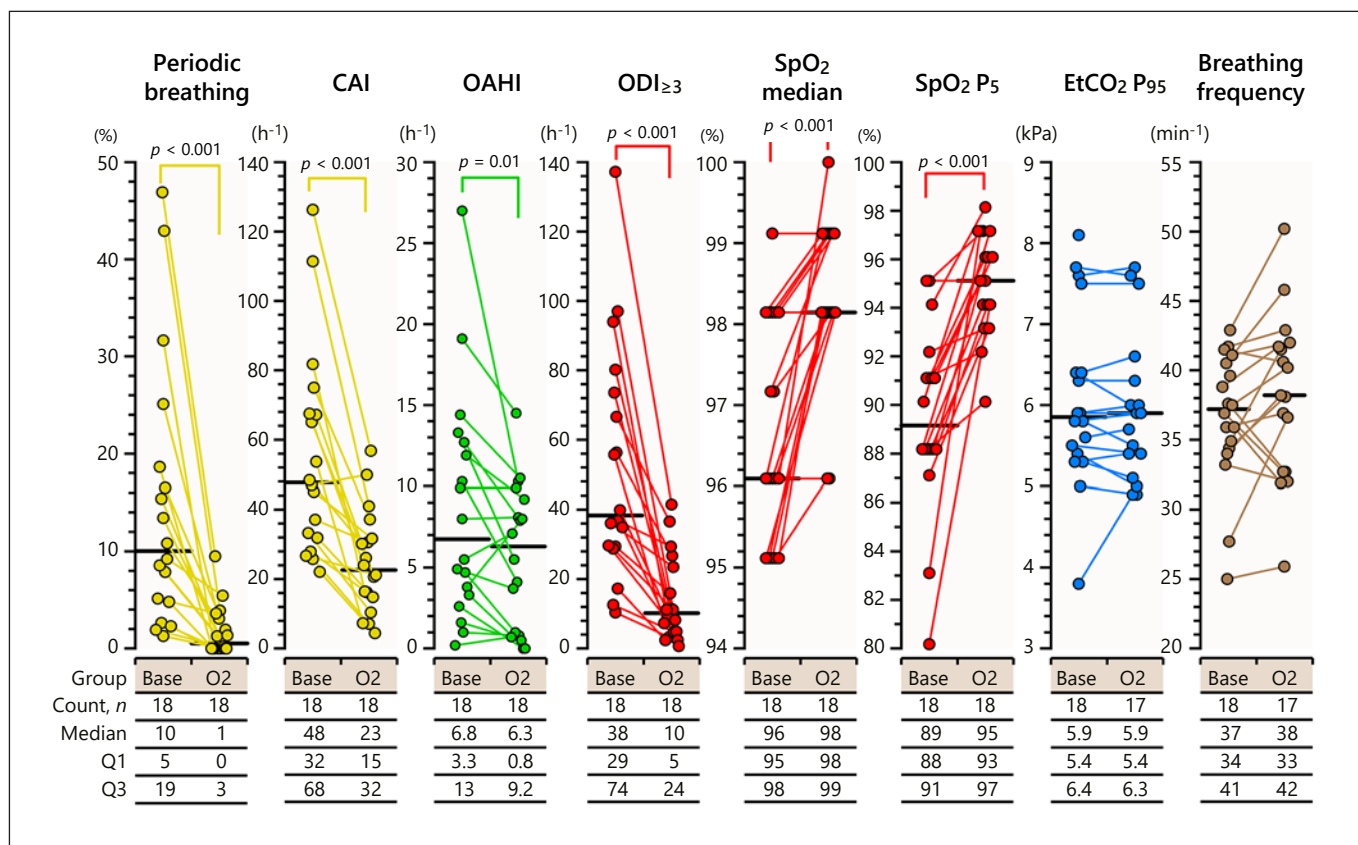 Periodic breathing CAI OAHI ODI≥3 SpO2 median SpO2 P5 EtCO2 P95 Breathing frequency
(%) (h-1) (h-1) (h-1) (%) (%) (kPa) (min-1)
p < 0.001 p < 0.001 p = 0.01 p < 0.001 p < 0.001 p < 0.001
50 40 30 20 10 0
140 120 100 80 60 40 20 0
30 25 20 15 10 5 0
140 120 100 80 60 40 20 0
100 99 98 97 96 95 94
100 98 96 94 92 90 88 86 84 82 80
9 8 7 6 5 4 3
55 50 45 40 35 30 25 20
Group Base O2 Base O2 Base O2 Base O2 Base O2 Base O2 Base O2 Base O2
Count, n 18 18 18 18 18 18 18 18 18 18 18 18 18 17 18 17
Median 10 1 48 23 6.8 6.3 38 10 96 98 89 95 5.9 5.9 37 38
Q1 5 0 32 15 3.3 0.8 29 5 95 98 88 93 5.4 5.4 34 33
Q3 19 3 68 32 13 9.2 74 24 98 99 91 97 6.4 6.3 41 42